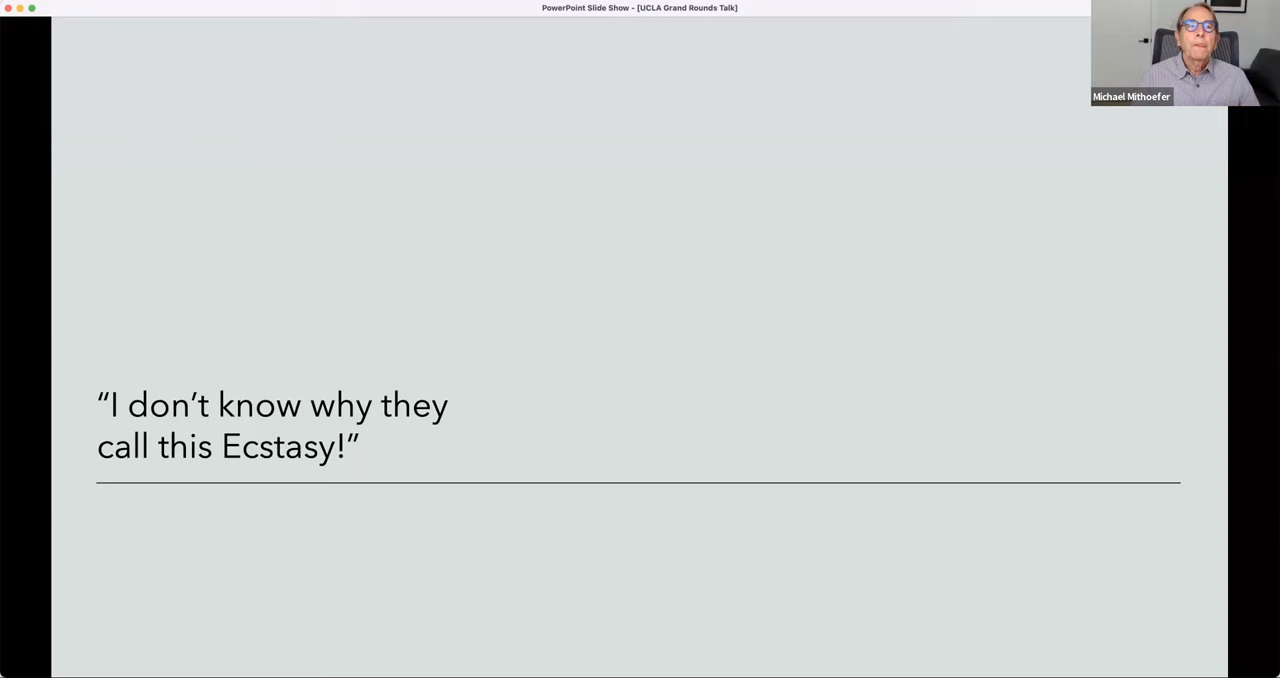 PowerPoint Slide Show - [UCLA Grand Rounds Talk]
Michael Mithoefer
“I don’t know why they
call this Ecstasy!”